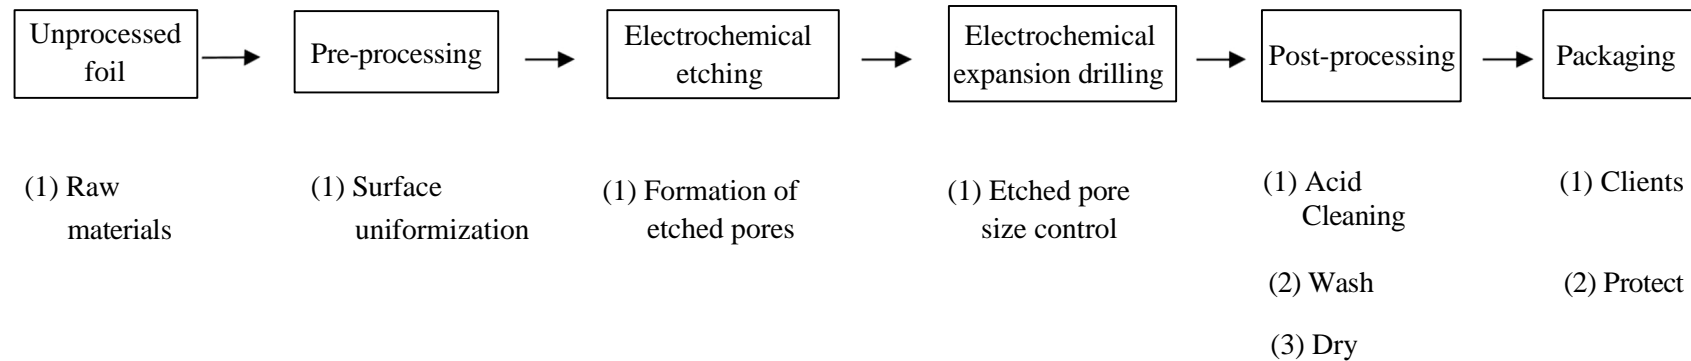 Unprocessed
foil
Pre-processing
Electrochemical
etching
Electrochemical
expansion drilling
Post-processing
Packaging
(1) Raw
materials
(1) Surface
uniformization
(1) Formation of
etched pores
(1) Etched pore
size control
(1) Acid
Cleaning
(2) Wash
(3) Dry
(1) Clients
(2) Protect